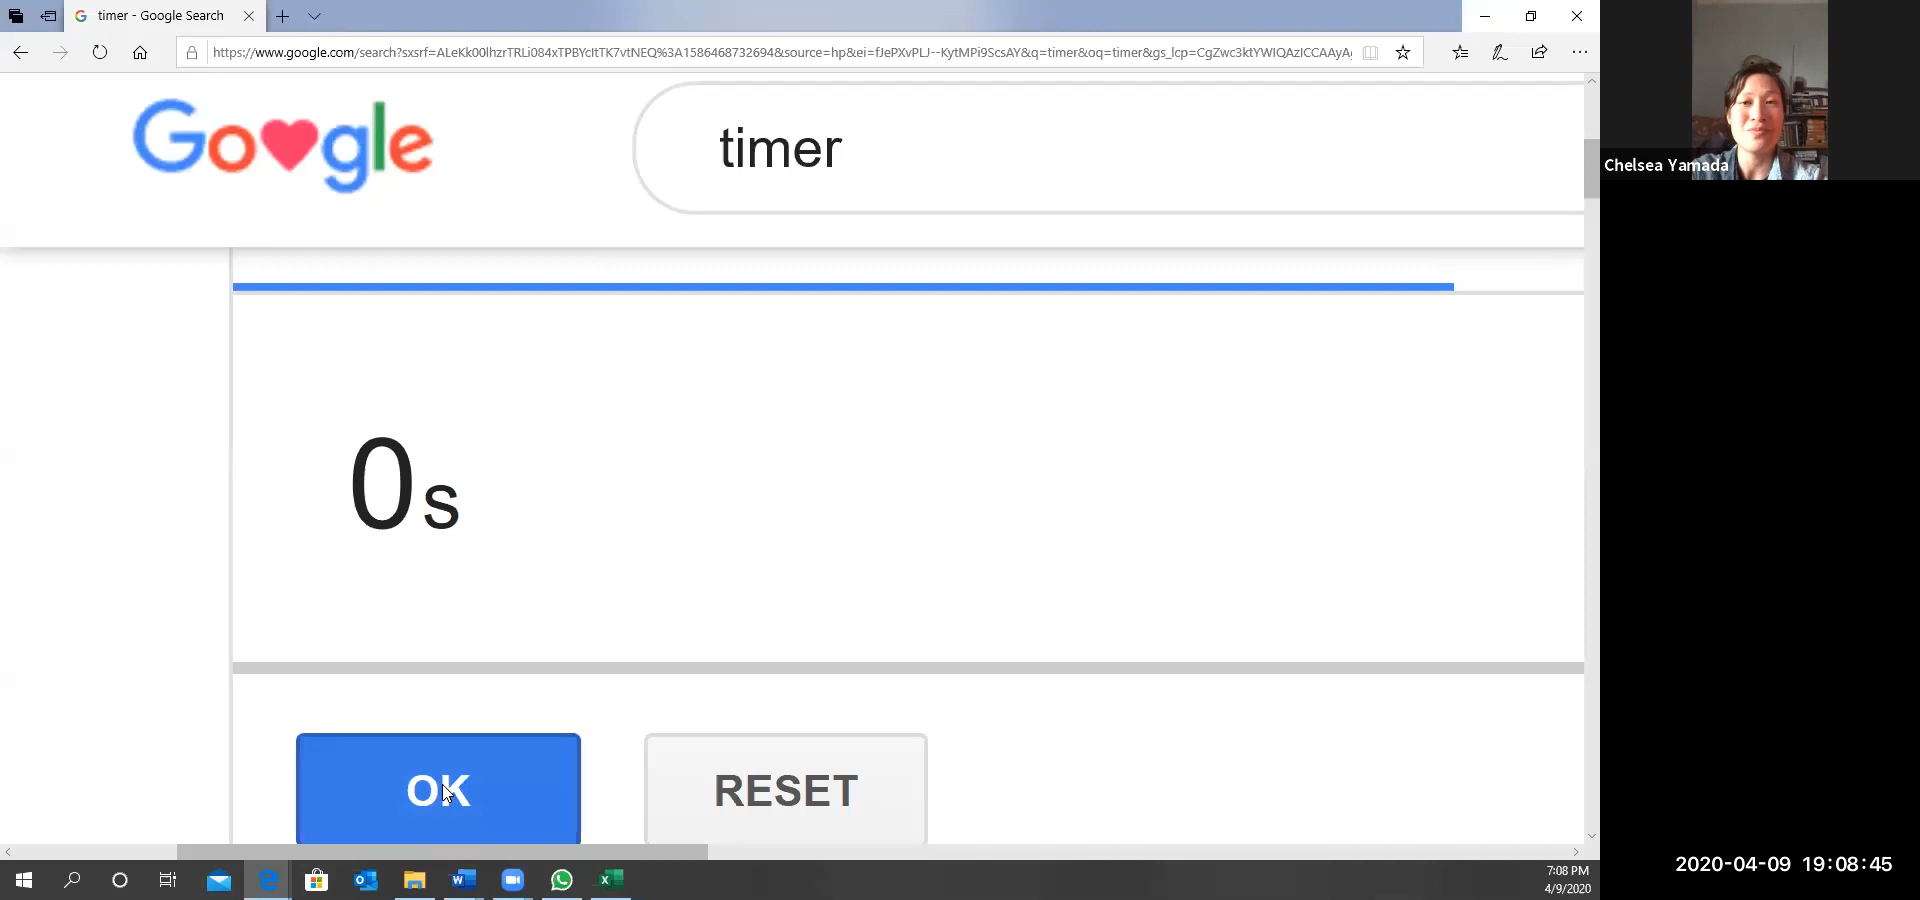 timer - Google Search
https://www.google.com/search?sxsrf=ALeKk00lhzrTRLi084xTPBYcItTK7vtNEQ%3A1586468732694&source=hp&ei=fJePXvPLJ--KytMPi9ScsAY&q=timer&oq=timer&gs_lcp=CgZwc3ktYWIQAzICCAAyA
Google
timer
Chelsea Yamada
0s
OK
RESET
7:08 PM
4/9/2020
2020-04-09 19:08:45